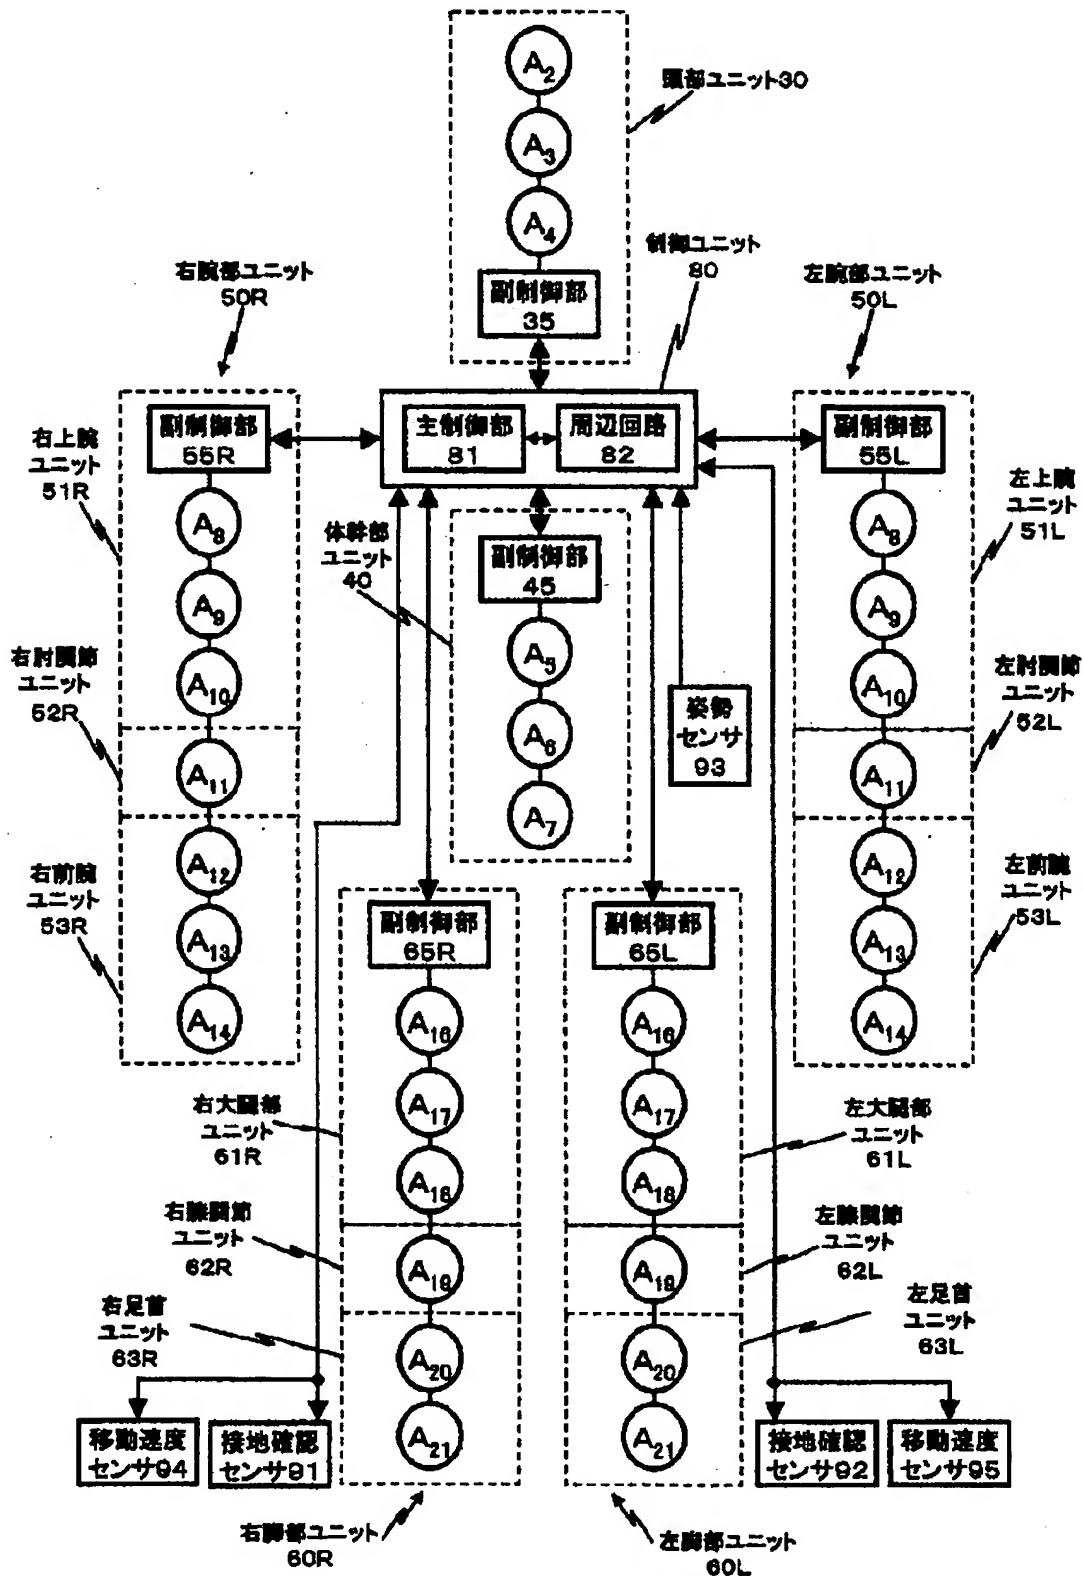 A2
頭部ユニット30
A3
A4
制御ユニット
80
右腕部ユニット
50R
左腕部ユニット
50L
副制御部
35
副制御部
55R
主制御部
81
周辺回路
82
副制御部
55L
右上腕
ユニット
51R
左上腕
ユニット
51L
A8
A9
A10
体幹部
ユニット
40
副制御部
45
A8
A9
A10
A5
A6
A7
姿勢
センサ
93
右肘関節
ユニット
52R
左肘関節
ユニット
52L
A11
A11
右前腕
ユニット
53R
左前腕
ユニット
53L
A12
A13
A14
A12
A13
A14
副制御部
65R
副制御部
65L
A16
A17
A18
A16
A17
A18
右大腿部
ユニット
61R
左大腿部
ユニット
61L
右膝関節
ユニット
62R
左膝関節
ユニット
62L
A19
A19
右足首
ユニット
63R
左足首
ユニット
63L
A20
A21
A20
A21
移動速度
センサ94
接地確認
センサ91
接地確認
センサ92
移動速度
センサ95
右脚部ユニット
60R
左脚部ユニット
60L